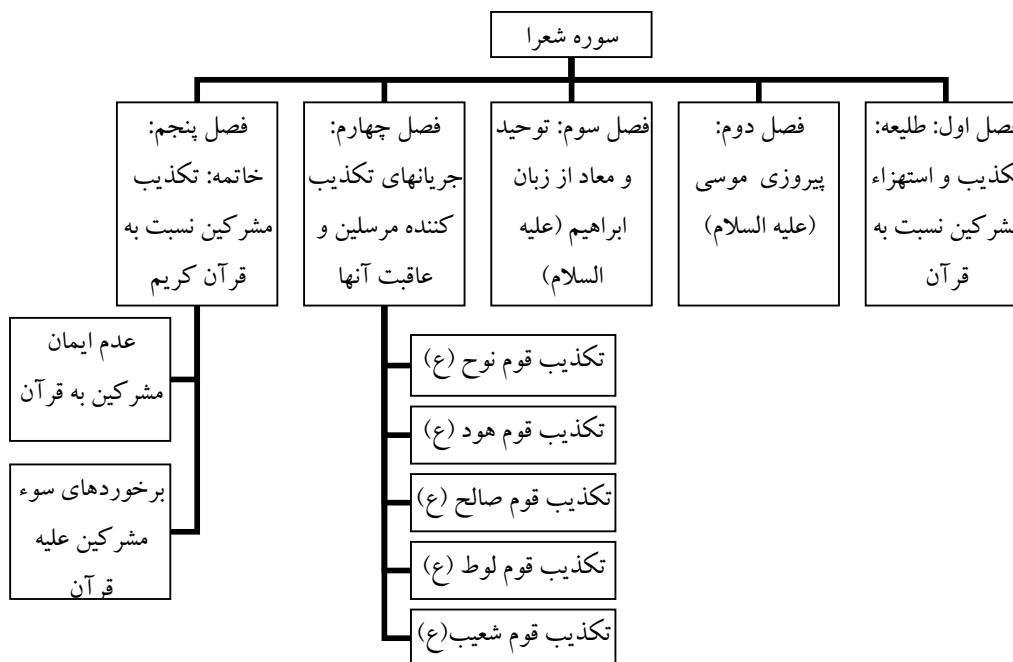 سوره شعرا
فصل اول: طلیعه:
تکذیب و استهزاء
مشرکین نسبت به
قرآن
فصل دوم:
پیروزی موسی
(علیه السلام)
فصل سوم: توحید
و معاد از زبان
ابراهیم (علیه
السلام)
فصل چهارم:
جریانهای تکذیب
کننده مرسلین و
عاقبت آنها
تکذیب قوم نوح (ع)
تکذیب قوم هود (ع)
تکذیب قوم صالح (ع)
تکذیب قوم لوط (ع)
تکذیب قوم شعیب(ع)
فصل پنجم:
خاتمه: تکذیب
مشرکین نسبت به
قرآن کریم
عدم ایمان
مشرکین به قرآن
برخوردهای سوء
مشرکین علیه
قرآن